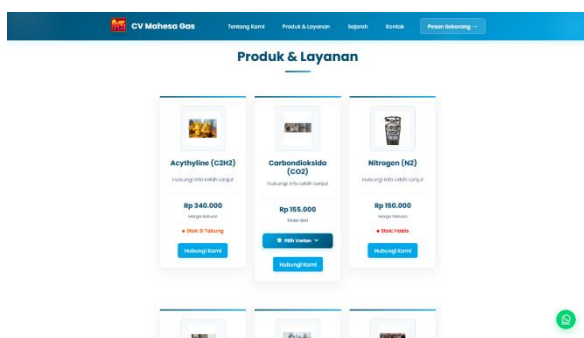 CV Mahesa Gas
Tentang Kami
Produk & Layanan
Sejarah
Kontak
Pesan Sekarang →
Produk & Layanan
Acythyline (C2H2)
Hubungi Info Lebih Lanjut
Rp 340.000
Harga Satuan
• Stok: 8 Tabung
Hubungi Kami
Carbondioksida
(CO2)
Hubungi Info Lebih Lanjut
Rp 155.000
Mulai dari
Pilih Varian
Hubungi Kami
Nitrogen (N2)
Hubungi Info Lebih Lanjut
Rp 150.000
Harga Satuan
• Stok: Habis
Hubungi Kami